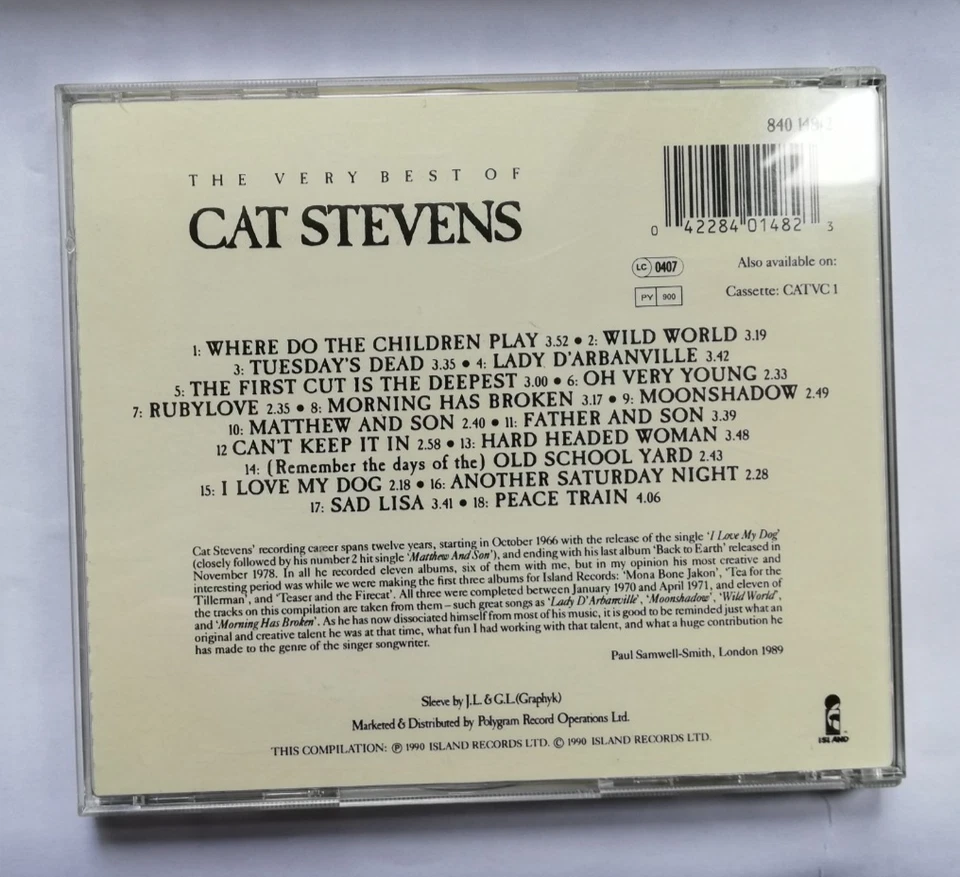 840 148-2
THE VERY BEST OF
CAT STEVENS
0 42284 01482 3
LC 0407
Also available on:
PY 900
Cassette: CATVC 1
1: WHERE DO THE CHILDREN PLAY 3.52 • 2: WILD WORLD 3.19
3: TUESDAY'S DEAD 3.35 • 4: LADY D'ARBANVILLE 3.42
5: THE FIRST CUT IS THE DEEPEST 3.00 • 6: OH VERY YOUNG 2.33
7: RUBYLOVE 2.35 • 8: MORNING HAS BROKEN 3.17 • 9: MOONSHADOW 2.49
10: MATTHEW AND SON 2.40 • 11: FATHER AND SON 3.39
12 CAN'T KEEP IT IN 2.58 • 13: HARD HEADED WOMAN 3.48
14: (Remember the days of the) OLD SCHOOL YARD 2.43
15: I LOVE MY DOG 2.18 • 16: ANOTHER SATURDAY NIGHT 2.28
17: SAD LISA 3.41 • 18: PEACE TRAIN 4.06
Cat Stevens' recording career spans twelve years, starting in October 1966 with the release of the single 'I Love My Dog'
(closely followed by his number 2 hit single 'Matthew And Son'), and ending with his last album 'Back to Earth' released in
November 1978. In all he recorded eleven albums, six of them with me, but in my opinion his most creative and
interesting period was while we were making the first three albums for Island Records: 'Mona Bone Jakon', 'Tea for the
Tillerman', and 'Teaser and the Firecat'. All three were completed between January 1970 and April 1971, and eleven of
the tracks on this compilation are taken from them – such great songs as 'Lady D'Arbanville', 'Moonshadow', 'Wild World',
and 'Morning Has Broken'. As he has now dissociated himself from most of his music, it is good to be reminded just what an
original and creative talent he was at that time, what fun I had working with that talent, and what a huge contribution he
has made to the genre of the singer songwriter.
Paul Samwell-Smith, London 1989
Sleeve by J.L. & G.L. (Graphyk)
Marketed & Distributed by Polygram Record Operations Ltd.
THIS COMPILATION: ℗ 1990 ISLAND RECORDS LTD. © 1990 ISLAND RECORDS LTD.
ISLAND